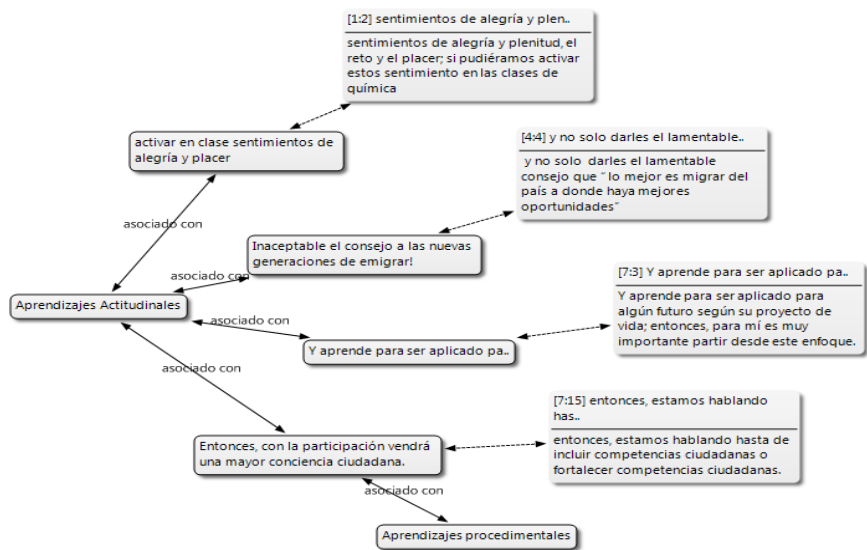 [1:2] sentimientos de alegría y plen..
sentimientos de alegría y plenitud, el
reto y el placer; si pudiéramos activar
estos sentimiento en las clases de
química
activar en clase sentimientos de
alegría y placer
[4:4] y no solo darles el lamentable..
y no solo darles el lamentable
consejo que “ lo mejor es migrar del
país a donde haya mejores
oportunidades”
asociado con
Inaceptable el consejo a las nuevas
generaciones de emigrar!
asociado con
Aprendizajes Actitudinales
[7:3] Y aprende para ser aplicado pa..
Y aprende para ser aplicado para
algún futuro según su proyecto de
vida; entonces, para mí es muy
importante partir desde este enfoque.
asociado con
Y aprende para ser aplicado pa..
asociado con
[7:15] entonces, estamos hablando
has..
entonces, estamos hablando hasta de
incluir competencias ciudadanas o
fortalecer competencias ciudadanas.
Entonces, con la participación vendrá
una mayor conciencia ciudadana.
asociado con
Aprendizajes procedimentales